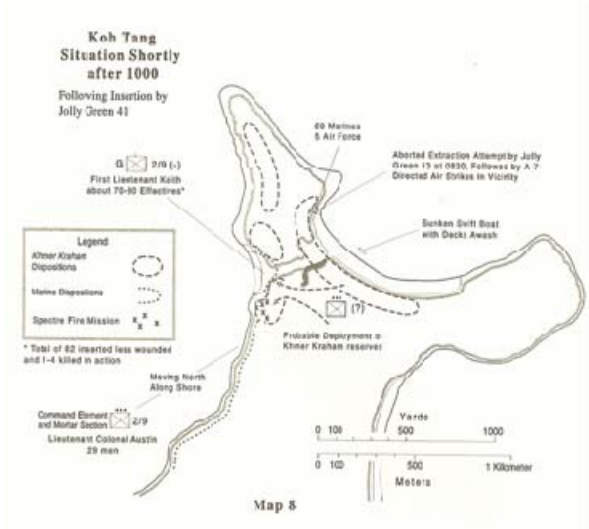 Koh Tang
Situation Shortly
after 1000
Following Insertion by
Jolly Green 41
G 2/9 (-)
First Lieutenant Keith
about 70-80 Effectives*
Marines
5 Air Force
Aborted Extraction Attempt by Jolly
Green 13 at 0830, Followed by A-7
Directed Air Strikes in Vicinity
Sunken Swift Boat
with Decks Awash
Legend
Khmer Krahan
Dispositions
Marine Dispositions
Spectre Fire Mission
x x x x
* Total of 82 inserted less wounded
and 1-4 killed in action
(?)
Probable Deployment o
Khner Krahan reserves
Moving North
Along Shore
Command Element
and Mortar Section
2/9
Lieutenant Colonel Austin
29 men
Yards
0 100 500 1000
0 100 500 1 Kilometer
Meters
Map 8